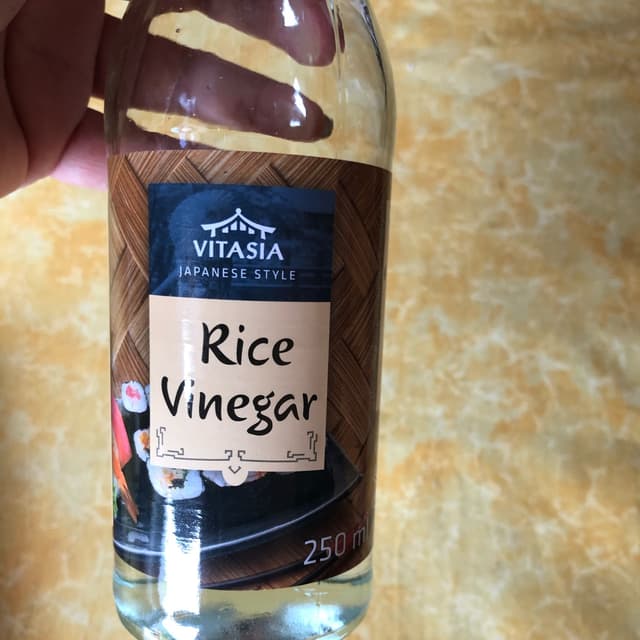 VITASIA
JAPANESE STYLE
Rice
Vinegar
250 ml